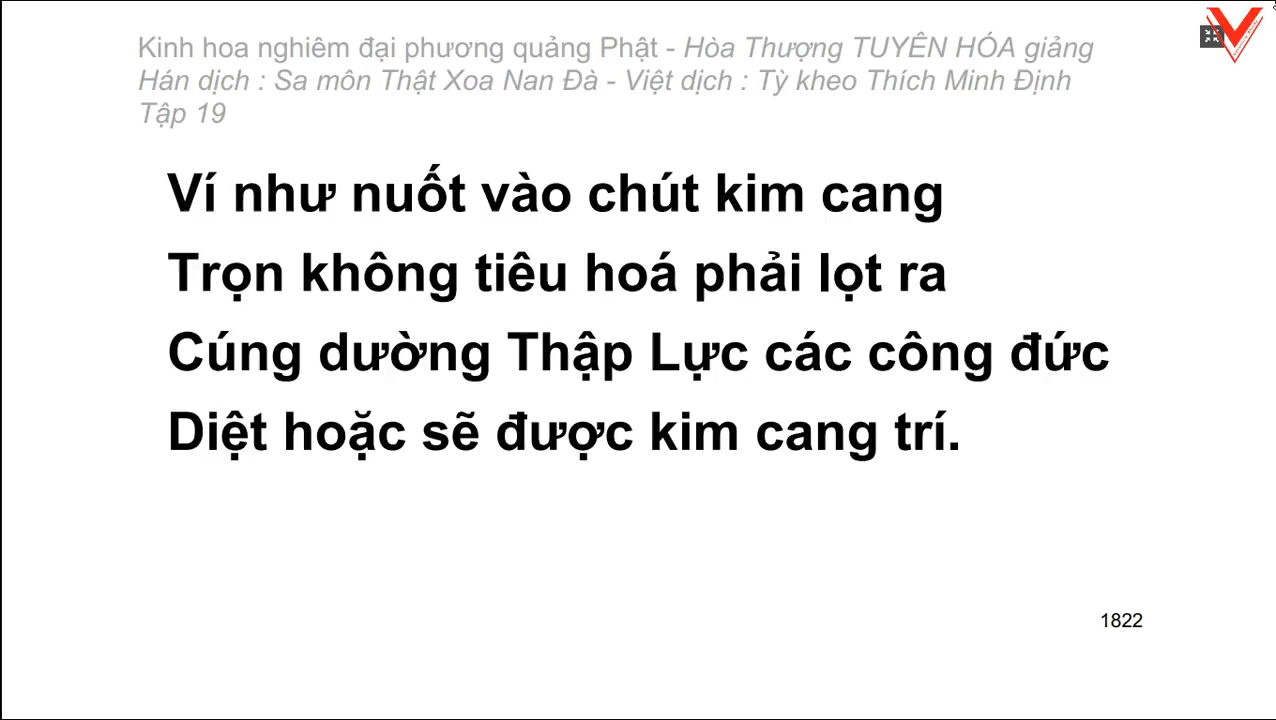 Kinh hoa nghiêm đại phương quảng Phật - Hòa Thượng TUYÊN HÓA giảng
Hán dịch : Sa môn Thật Xoa Nan Đà - Việt dịch : Tỳ kheo Thích Minh Định
Tập 19
Ví như nuốt vào chút kim cang
Trọn không tiêu hoá phải lọt ra
Cúng dường Thập Lực các công đức
Diệt hoặc sẽ được kim cang trí.
1822